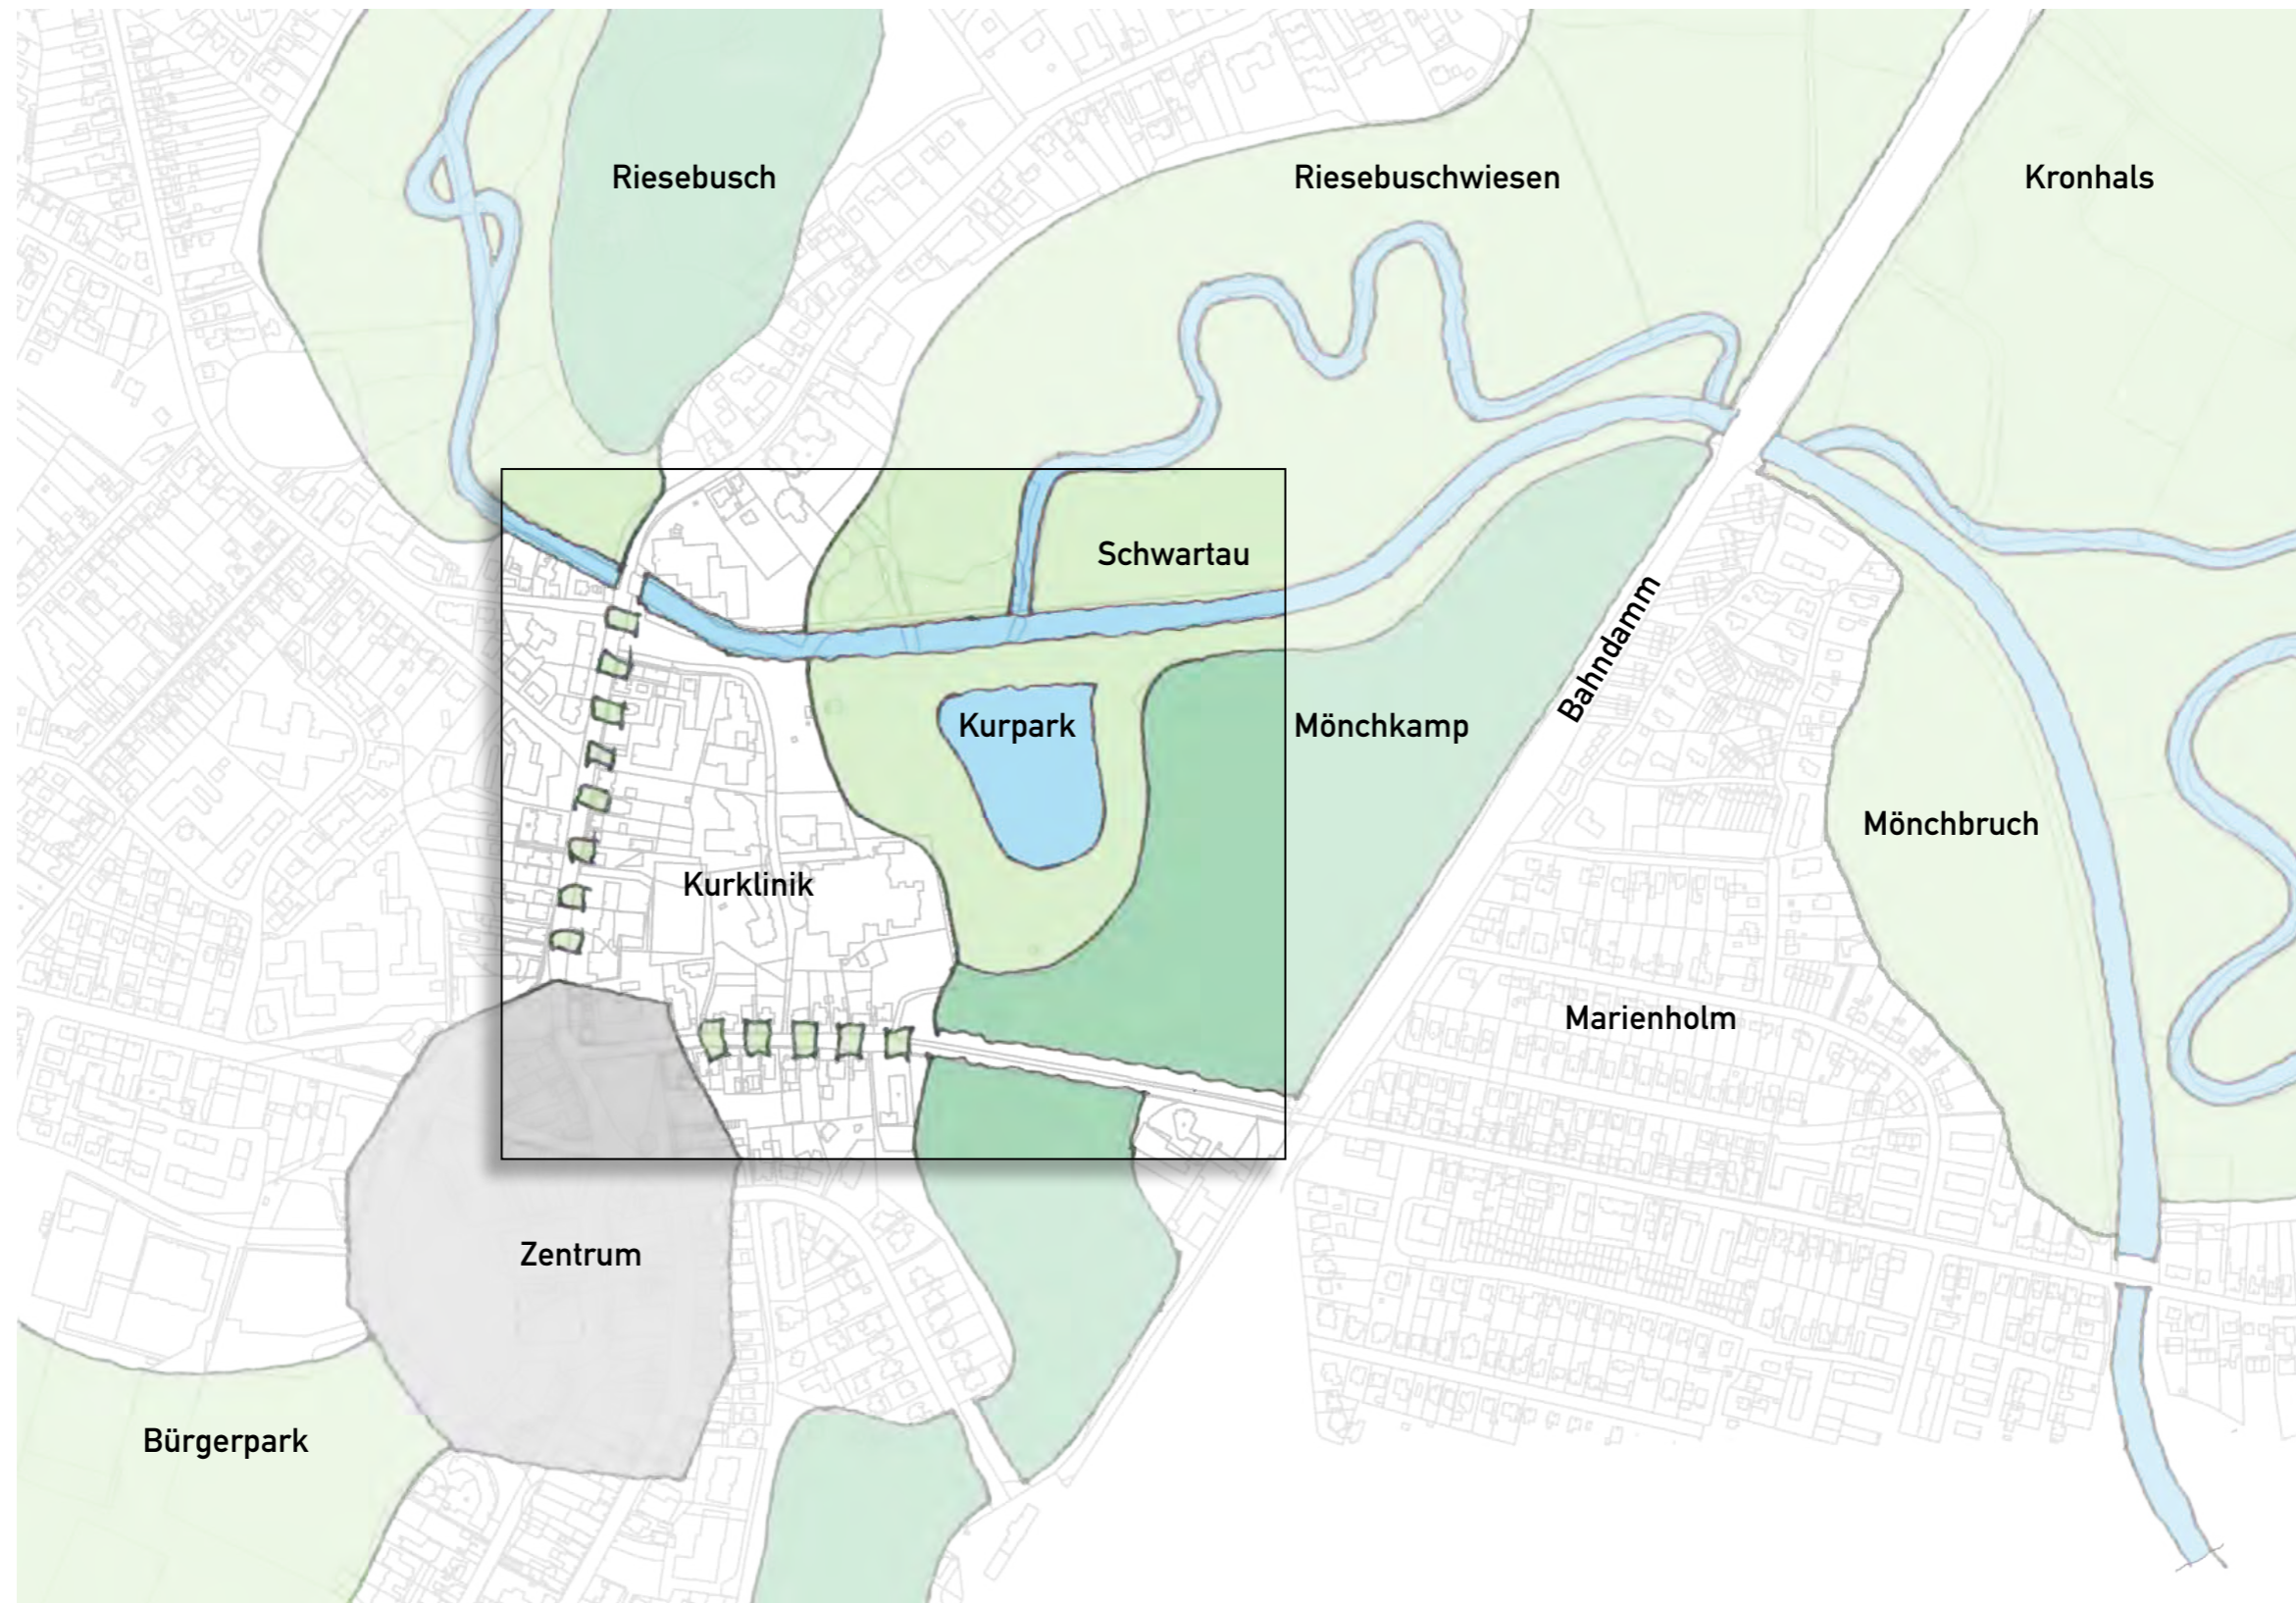 Riesebusch
Riesebuschwiesen
Kronhals
Schwartau
Bahndamm
Kurpark
Mönchkamp
Mönchbruch
Kurklinik
Marienholm
Zentrum
Bürgerpark